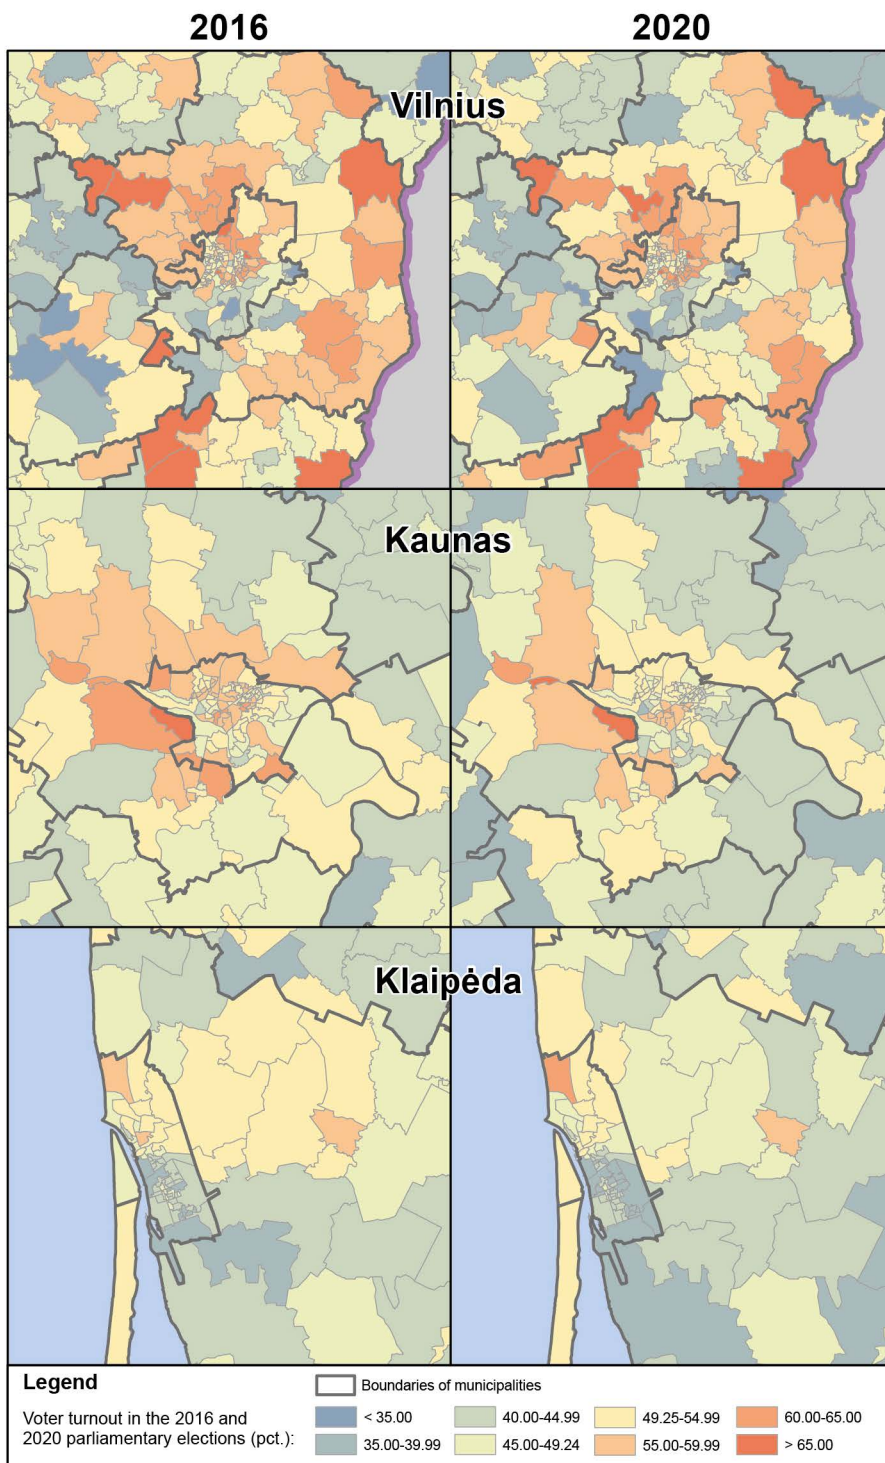 2016
2020
Vilnius
Kaunas
Klaipėda
Legend
Boundaries of municipalities
Voter turnout in the 2016 and
2020 parliamentary elections (pct.):
< 35.00
40.00-44.99
49.25-54.99
60.00-65.00
35.00-39.99
45.00-49.24
55.00-59.99
> 65.00